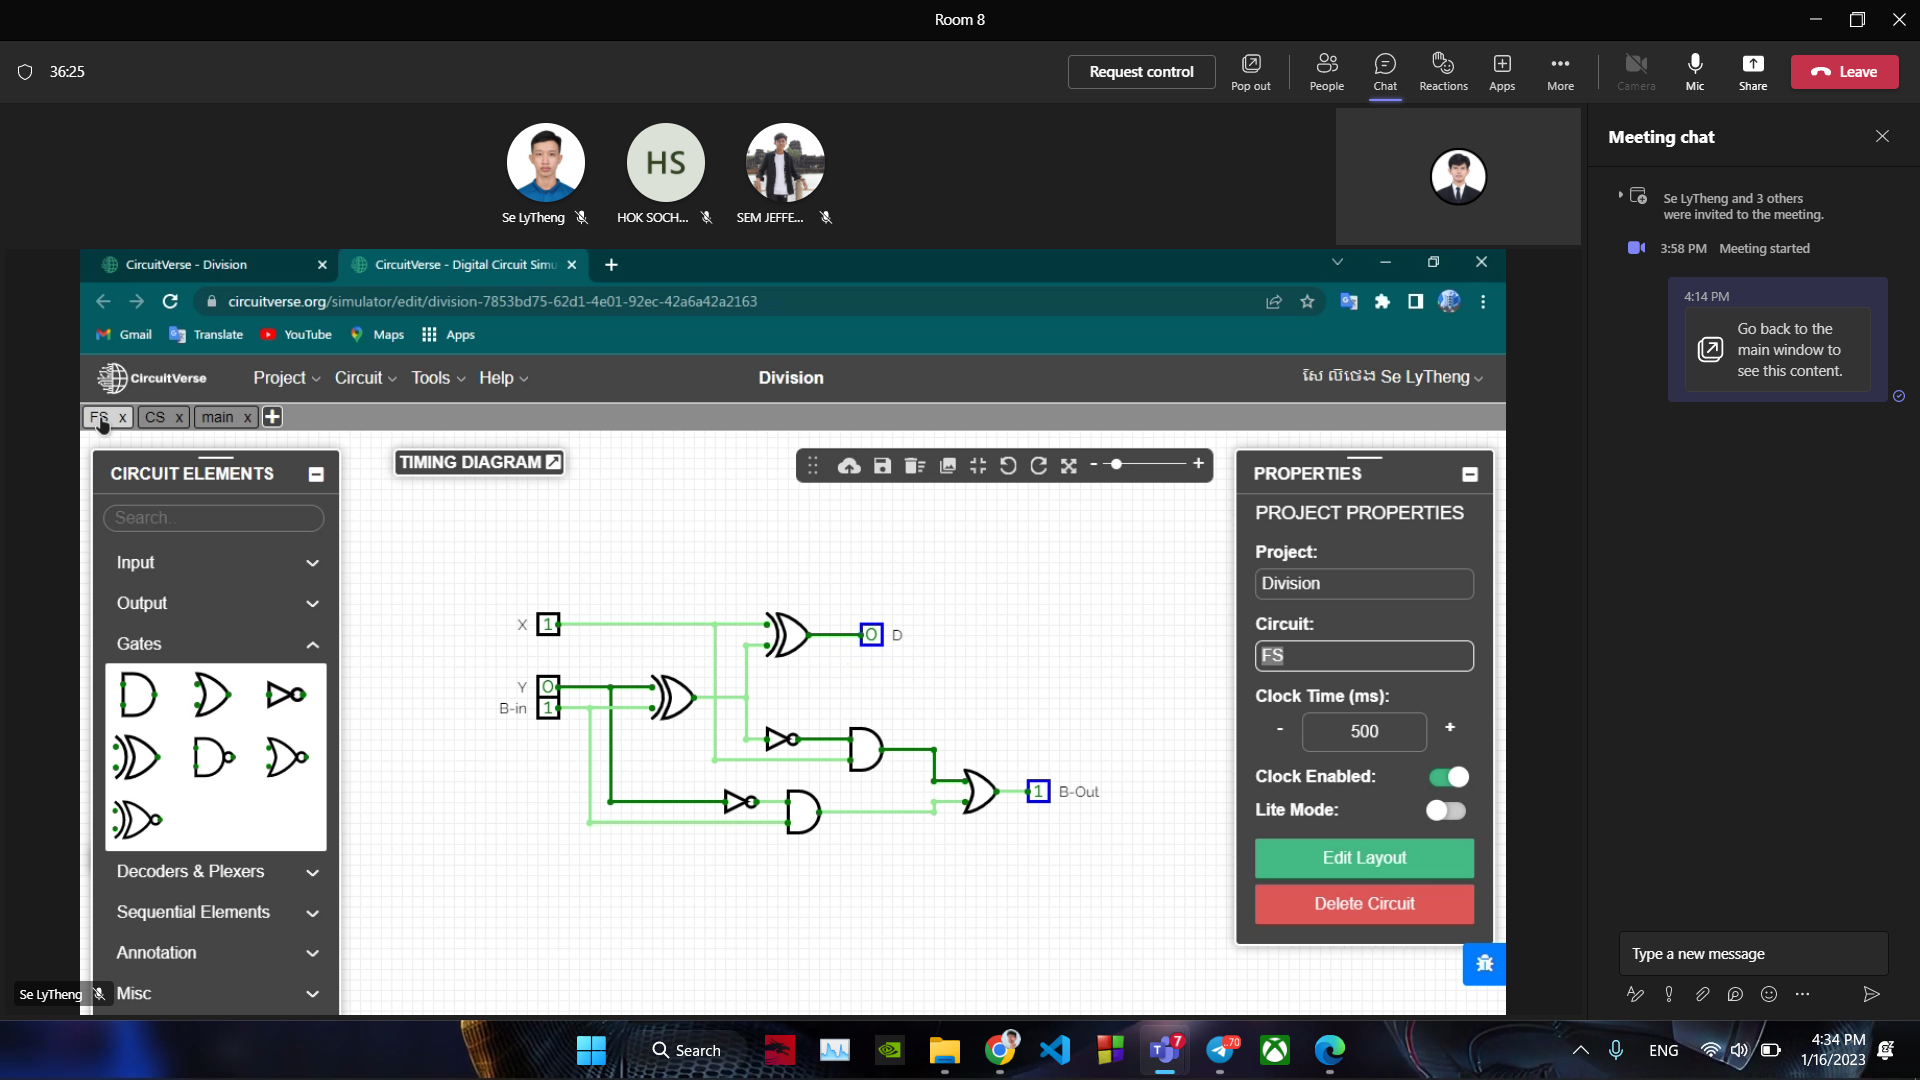 Room 8
36:25
Request control
Pop out
People
Chat
Reactions
Apps
More
Camera
Mic
Share
Leave
HS
Se LyTheng
HOK SOCH...
SEM JEFFE...
Meeting chat
Se LyTheng and 3 others
were invited to the meeting.
3:58 PM Meeting started
4:14 PM
Go back to the
main window to
see this content.
CircuitVerse - Division
CircuitVerse - Digital Circuit Simu
circuitverse.org/simulator/edit/division-7853bd75-62d1-4e01-92ec-42a6a42a2163
Gmail
Translate
YouTube
Maps
Apps
CircuitVerse
Project
Circuit
Tools
Help
Division
សែ លីថេង Se LyTheng
FS x
CS x
main x
CIRCUIT ELEMENTS
Search..
Input
Output
Gates
Decoders & Plexers
Sequential Elements
Annotation
Misc
TIMING DIAGRAM
X 1
Y 0
B-in 1
0 D
1 B-Out
PROPERTIES
PROJECT PROPERTIES
Project:
Division
Circuit:
FS
Clock Time (ms):
- 500 +
Clock Enabled:
Lite Mode:
Edit Layout
Delete Circuit
Se LyTheng
Type a new message
Search
7
70
ENG
4:34 PM
1/16/2023